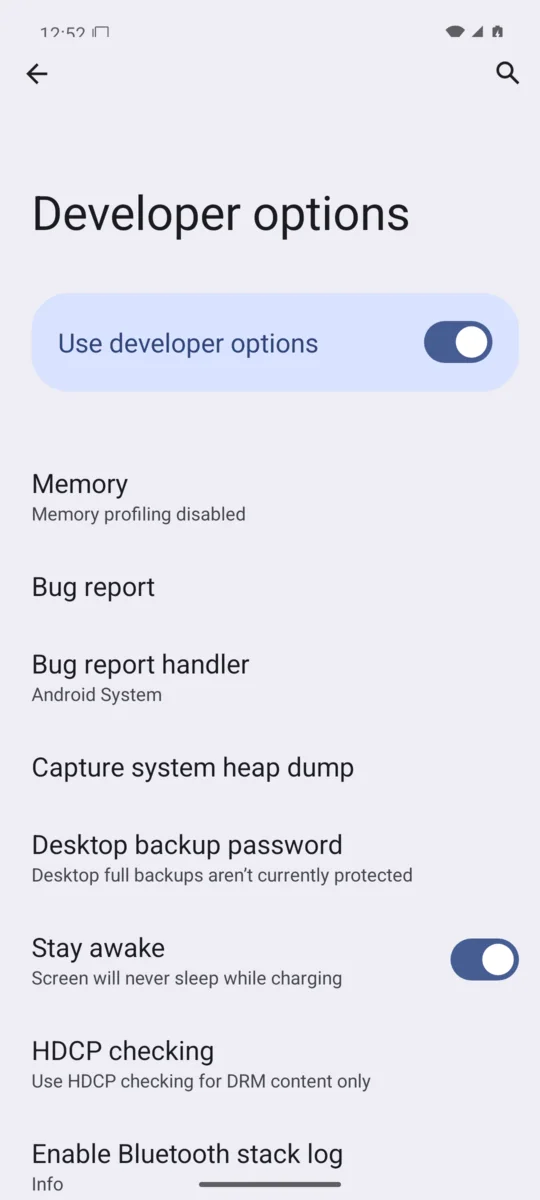 12:52
Developer options
Use developer options
Memory
Memory profiling disabled
Bug report
Bug report handler
Android System
Capture system heap dump
Desktop backup password
Desktop full backups aren’t currently protected
Stay awake
Screen will never sleep while charging
HDCP checking
Use HDCP checking for DRM content only
Enable Bluetooth stack log
Info